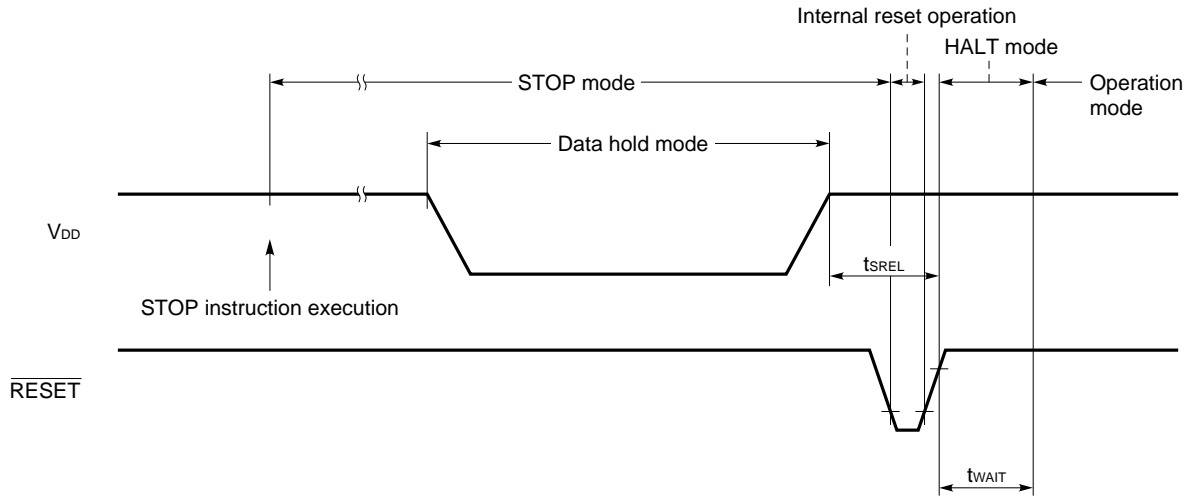 Internal reset operation
HALT mode
STOP mode
Operation
mode
Data hold mode
VDD
tSREL
STOP instruction execution
RESET
tWAIT